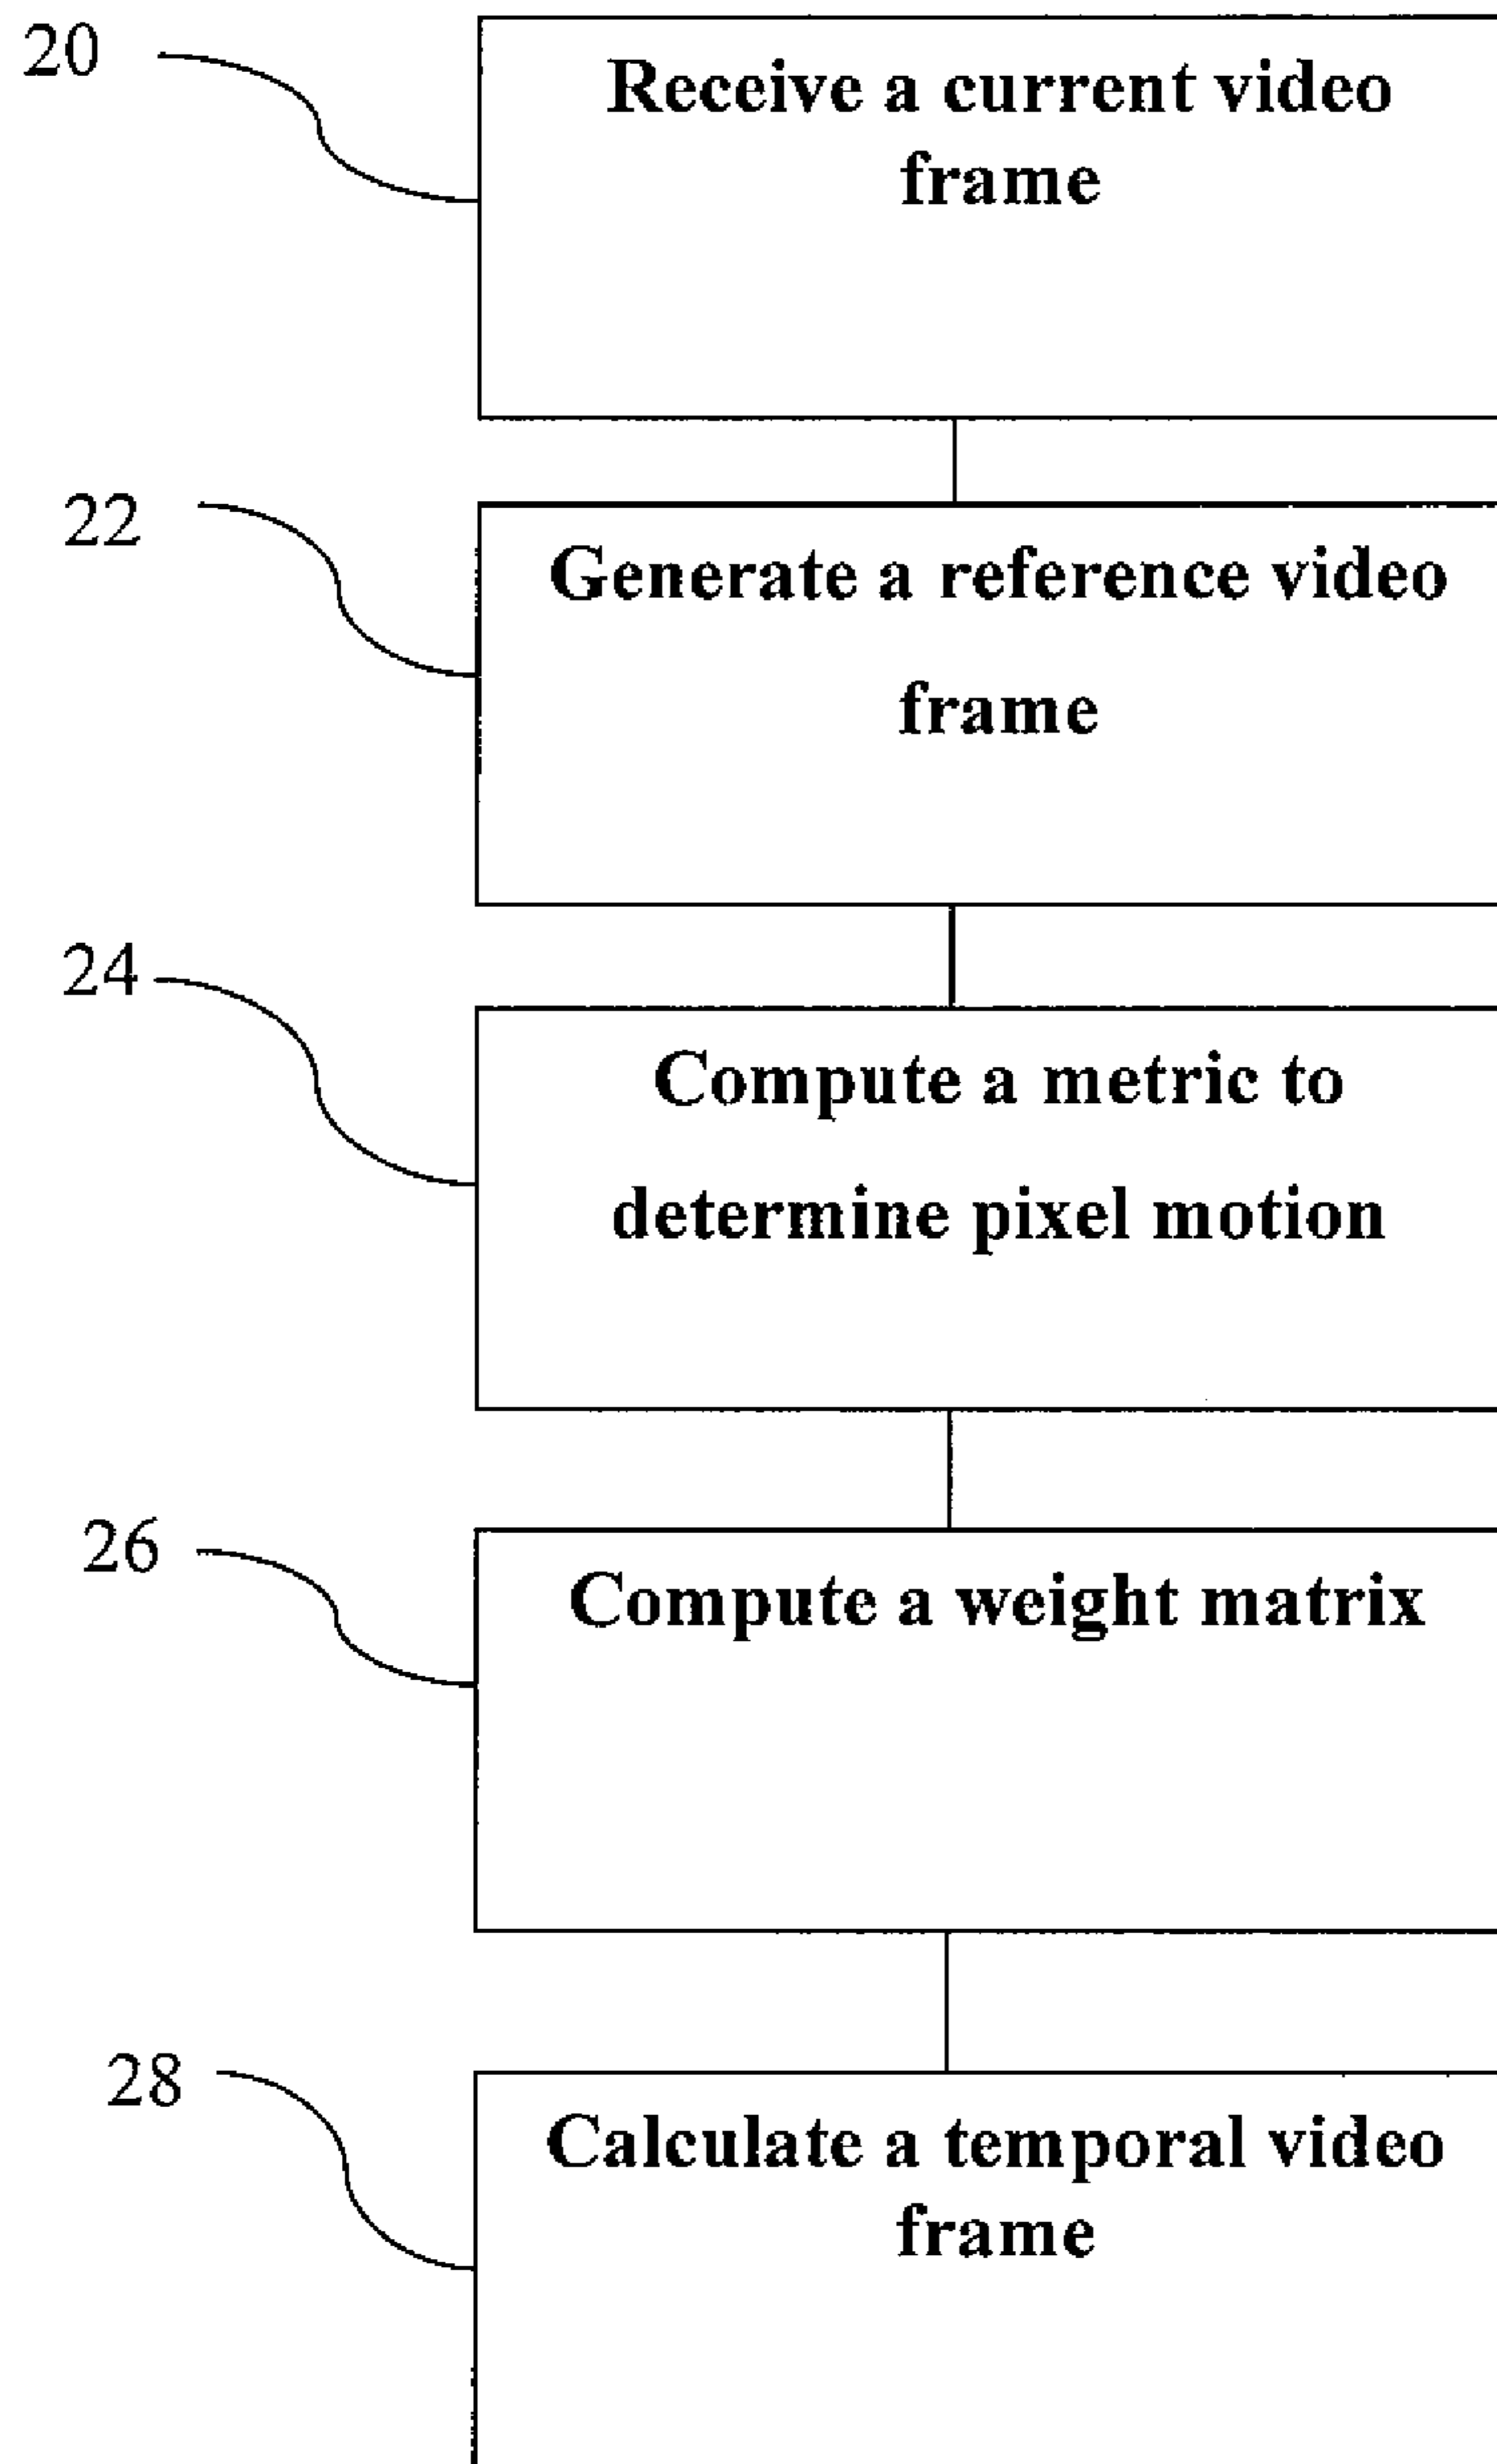 20
Receive a current video
frame
22
Generate a reference video
frame
24
Compute a metric to
determine pixel motion
26
Compute a weight matrix
28
Calculate a temporal video
frame